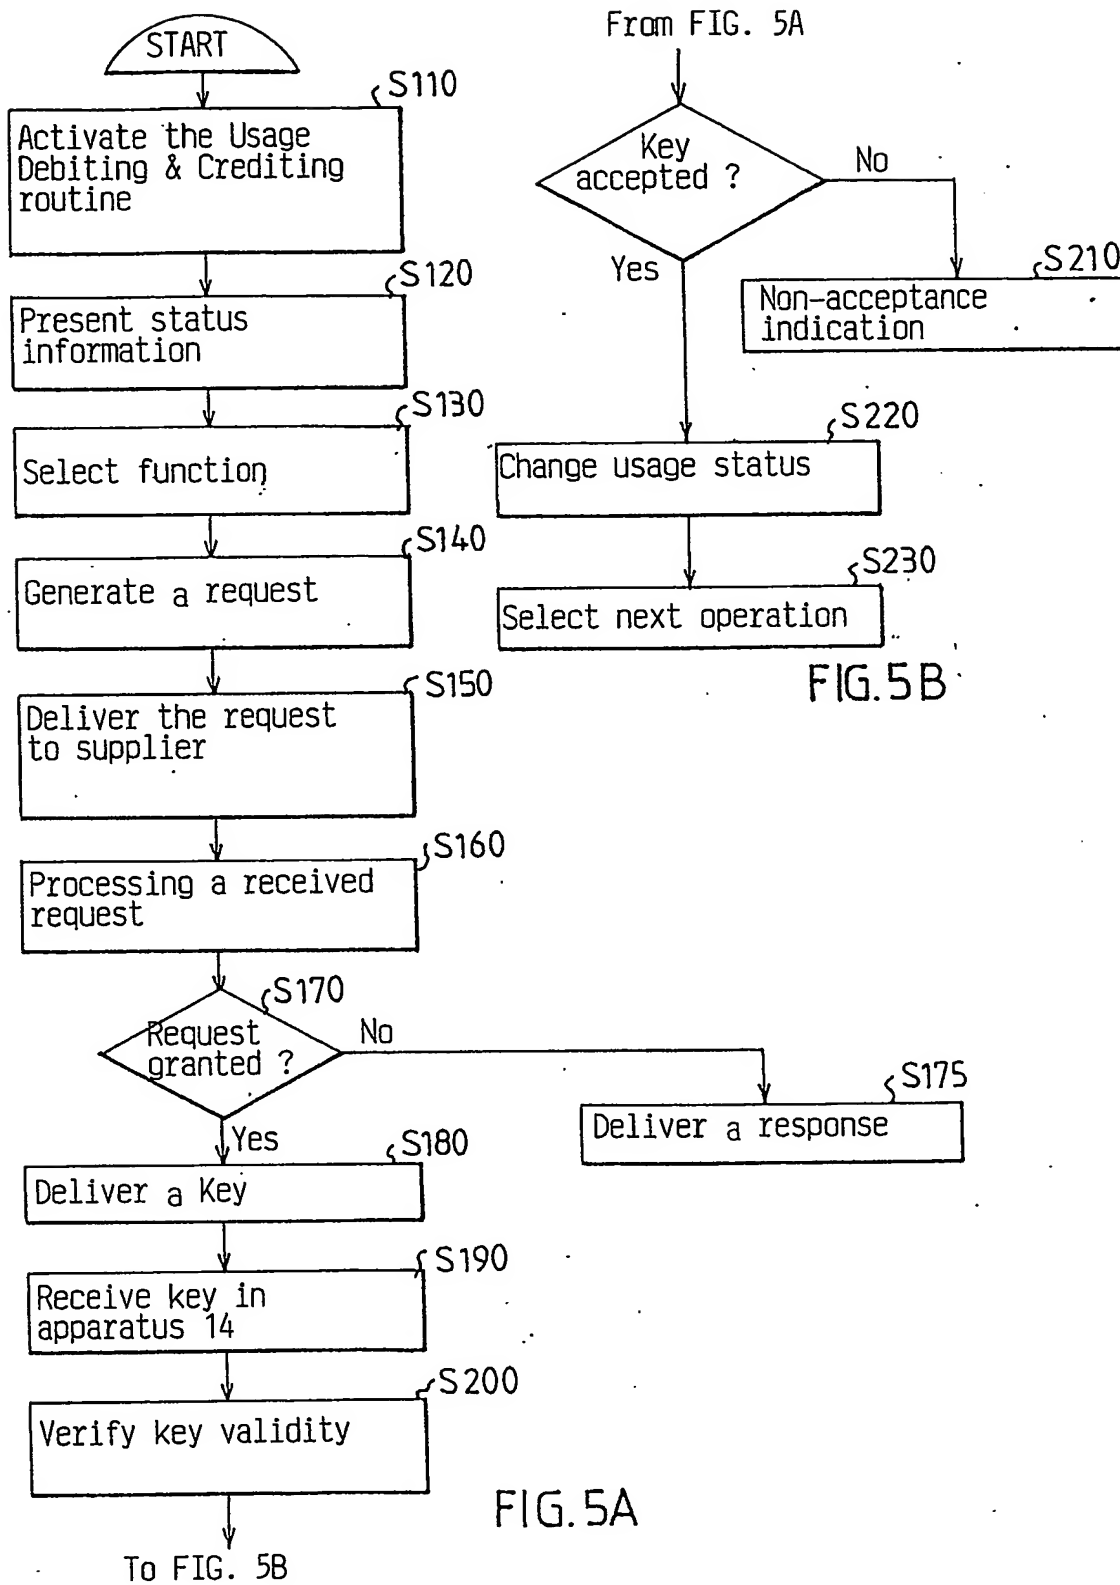 START
S110
Activate the Usage
Debiting & Crediting
routine
S120
Present status
information
S130
Select function
S140
Generate a request
S150
Deliver the request
to supplier
S160
Processing a received
request
S170
Request
granted ?
No
S175
Deliver a response
Yes
S180
Deliver a Key
S190
Receive key in
apparatus 14
S200
Verify key validity
FIG. 5A
To FIG. 5B
From FIG. 5A
Key
accepted ?
No
Yes
S210
Non-acceptance
indication
S220
Change usage status
S230
Select next operation
FIG. 5B